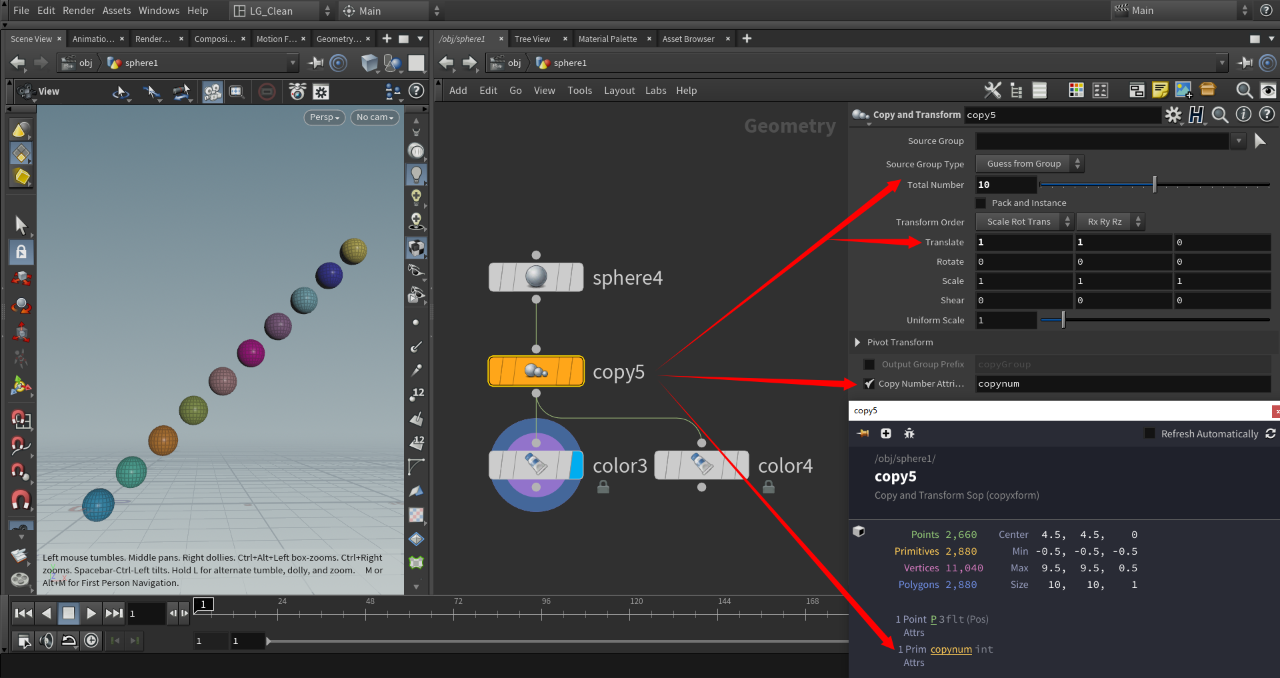 File Edit Render Assets Windows Help LG_Clean Main Main
Scene View × Animatio... × Render... × Composi... × Motion F... × Geometry... ×
/obj/sphere1 × Tree View × Material Palette × Asset Browser ×
obj sphere1
obj sphere1
View
Add Edit Go View Tools Layout Labs Help
Persp No cam
Geometry
Copy and Transform copy5
Source Group
Source Group Type Guess from Group
Total Number 10
Pack and Instance
Transform Order Scale Rot Trans Rx Ry Rz
Translate 1 1 0
Rotate 0 0 0
Scale 1 1 1
Shear 0 0 0
Uniform Scale 1
Pivot Transform
Output Group Prefix copyGroup
Copy Number Attri... copynum
sphere4
copy5
color3
color4
12
12
copy5
Refresh Automatically
/obj/sphere1/
copy5
Copy and Transform Sop (copyxform)
Points 2,660 Center 4.5, 4.5, 0
Primitives 2,880 Min -0.5, -0.5, -0.5
Vertices 11,040 Max 9.5, 9.5, 0.5
Polygons 2,880 Size 10, 10, 1
1 Point P 3flt (Pos)
Attrs
1 Prim copynum int
Attrs
Left mouse tumbles. Middle pans. Right dollies. Ctrl+Alt+Left box-zooms. Ctrl+Right
zooms. Spacebar-Ctrl-Left tilts. Hold L for alternate tumble, dolly, and zoom. M or
Alt+M for First Person Navigation.
1 1 24 48 72 96 120 144 168
1 1